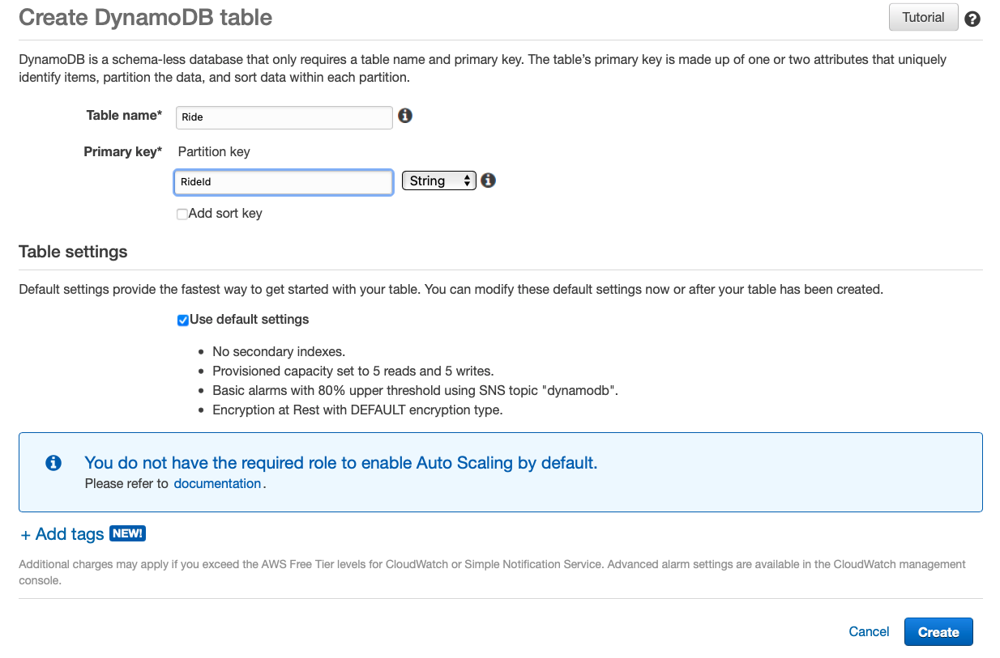 Create DynamoDB table
Tutorial
DynamoDB is a schema-less database that only requires a table name and primary key. The table's primary key is made up of one or two attributes that uniquely
identify items, partition the data, and sort data within each partition.
Table name*
Ride
Primary key*
Partition key
RideId
String
Add sort key
Table settings
Default settings provide the fastest way to get started with your table. You can modify these default settings now or after your table has been created.
Use default settings
• No secondary indexes.
• Provisioned capacity set to 5 reads and 5 writes.
• Basic alarms with 80% upper threshold using SNS topic "dynamodb".
• Encryption at Rest with DEFAULT encryption type.
You do not have the required role to enable Auto Scaling by default.
Please refer to documentation.
+ Add tags NEW!
Additional charges may apply if you exceed the AWS Free Tier levels for CloudWatch or Simple Notification Service. Advanced alarm settings are available in the CloudWatch management
console.
Cancel
Create